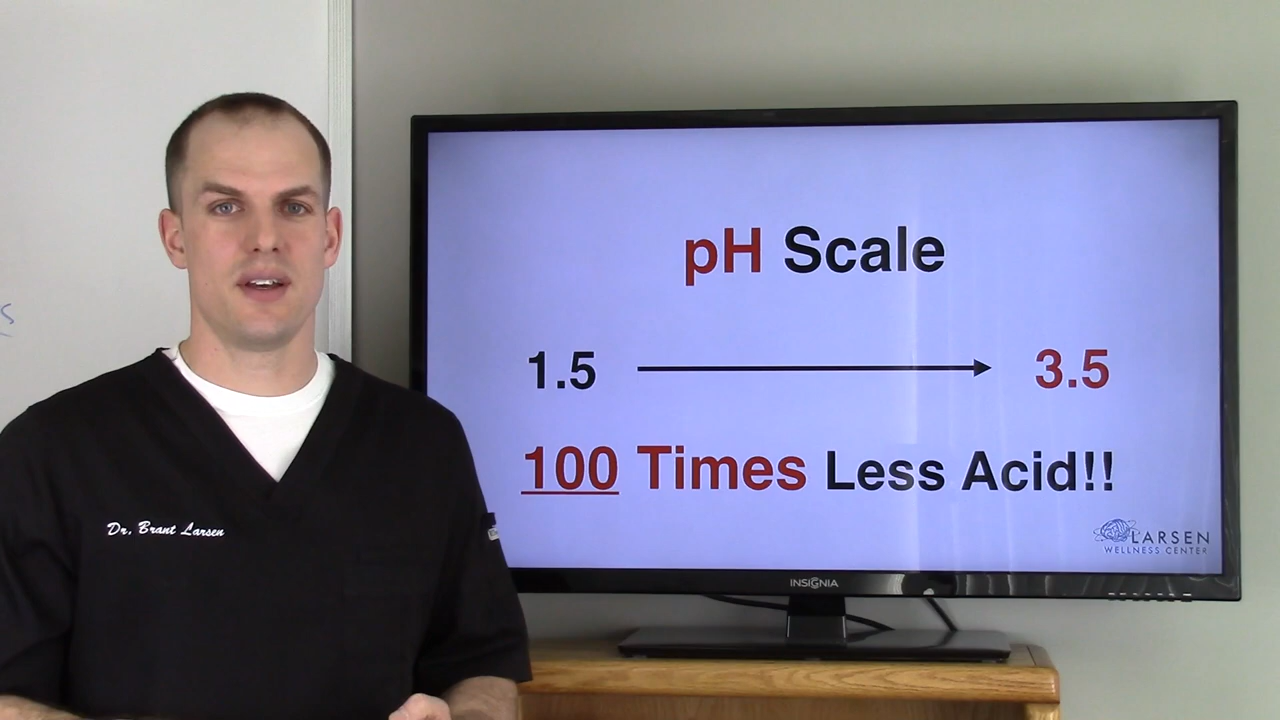 pH Scale
1.5 3.5
100 Times Less Acid!!
LARSEN
WELLNESS CENTER
INSIGNIA
Dr. Brant Larsen